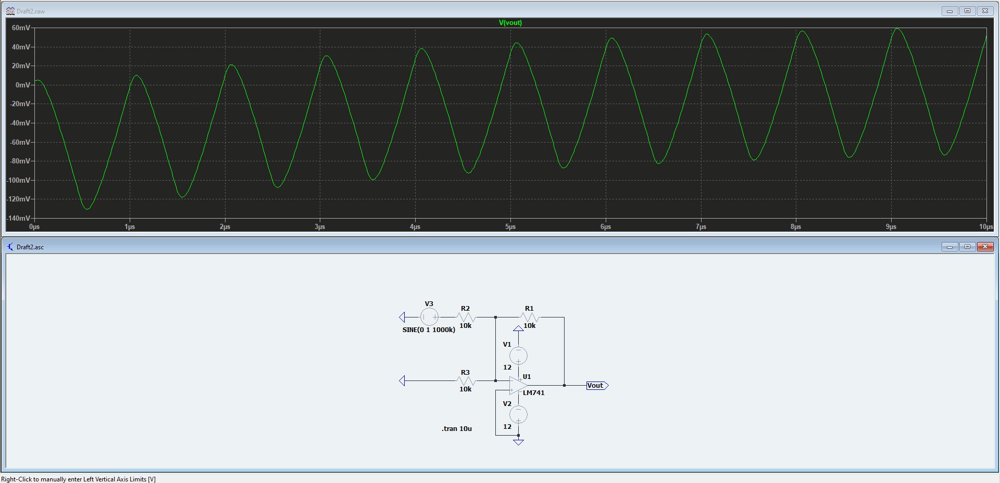 Draft2.raw
V(vout)
60mV
40mV
20mV
0mV
-20mV
-40mV
-60mV
-80mV
-100mV
-120mV
-140mV
0µs 1µs 2µs 3µs 4µs 5µs 6µs 7µs 8µs 9µs 10µs
Draft2.asc
V3
R2
R1
10k
10k
SINE(0 1 1000k)
V1
12
R3
U1
10k
Vout
LM741
V2
12
.tran 10u
Right-Click to manually enter Left Vertical Axis Limits [V]